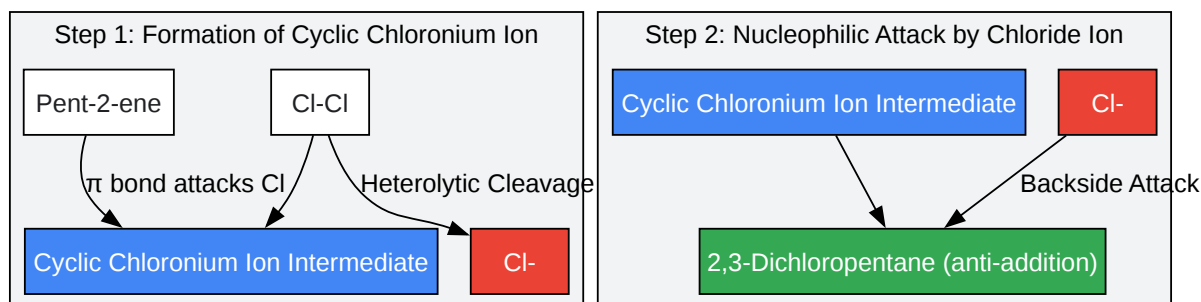 Step 1: Formation of Cyclic Chloronium Ion
Pent-2-ene
Cl-Cl
π bond attacks Cl
Heterolytic Cleavage
Cyclic Chloronium Ion Intermediate
Cl-
Step 2: Nucleophilic Attack by Chloride Ion
Cyclic Chloronium Ion Intermediate
Cl-
Backside Attack
2,3-Dichloropentane (anti-addition)